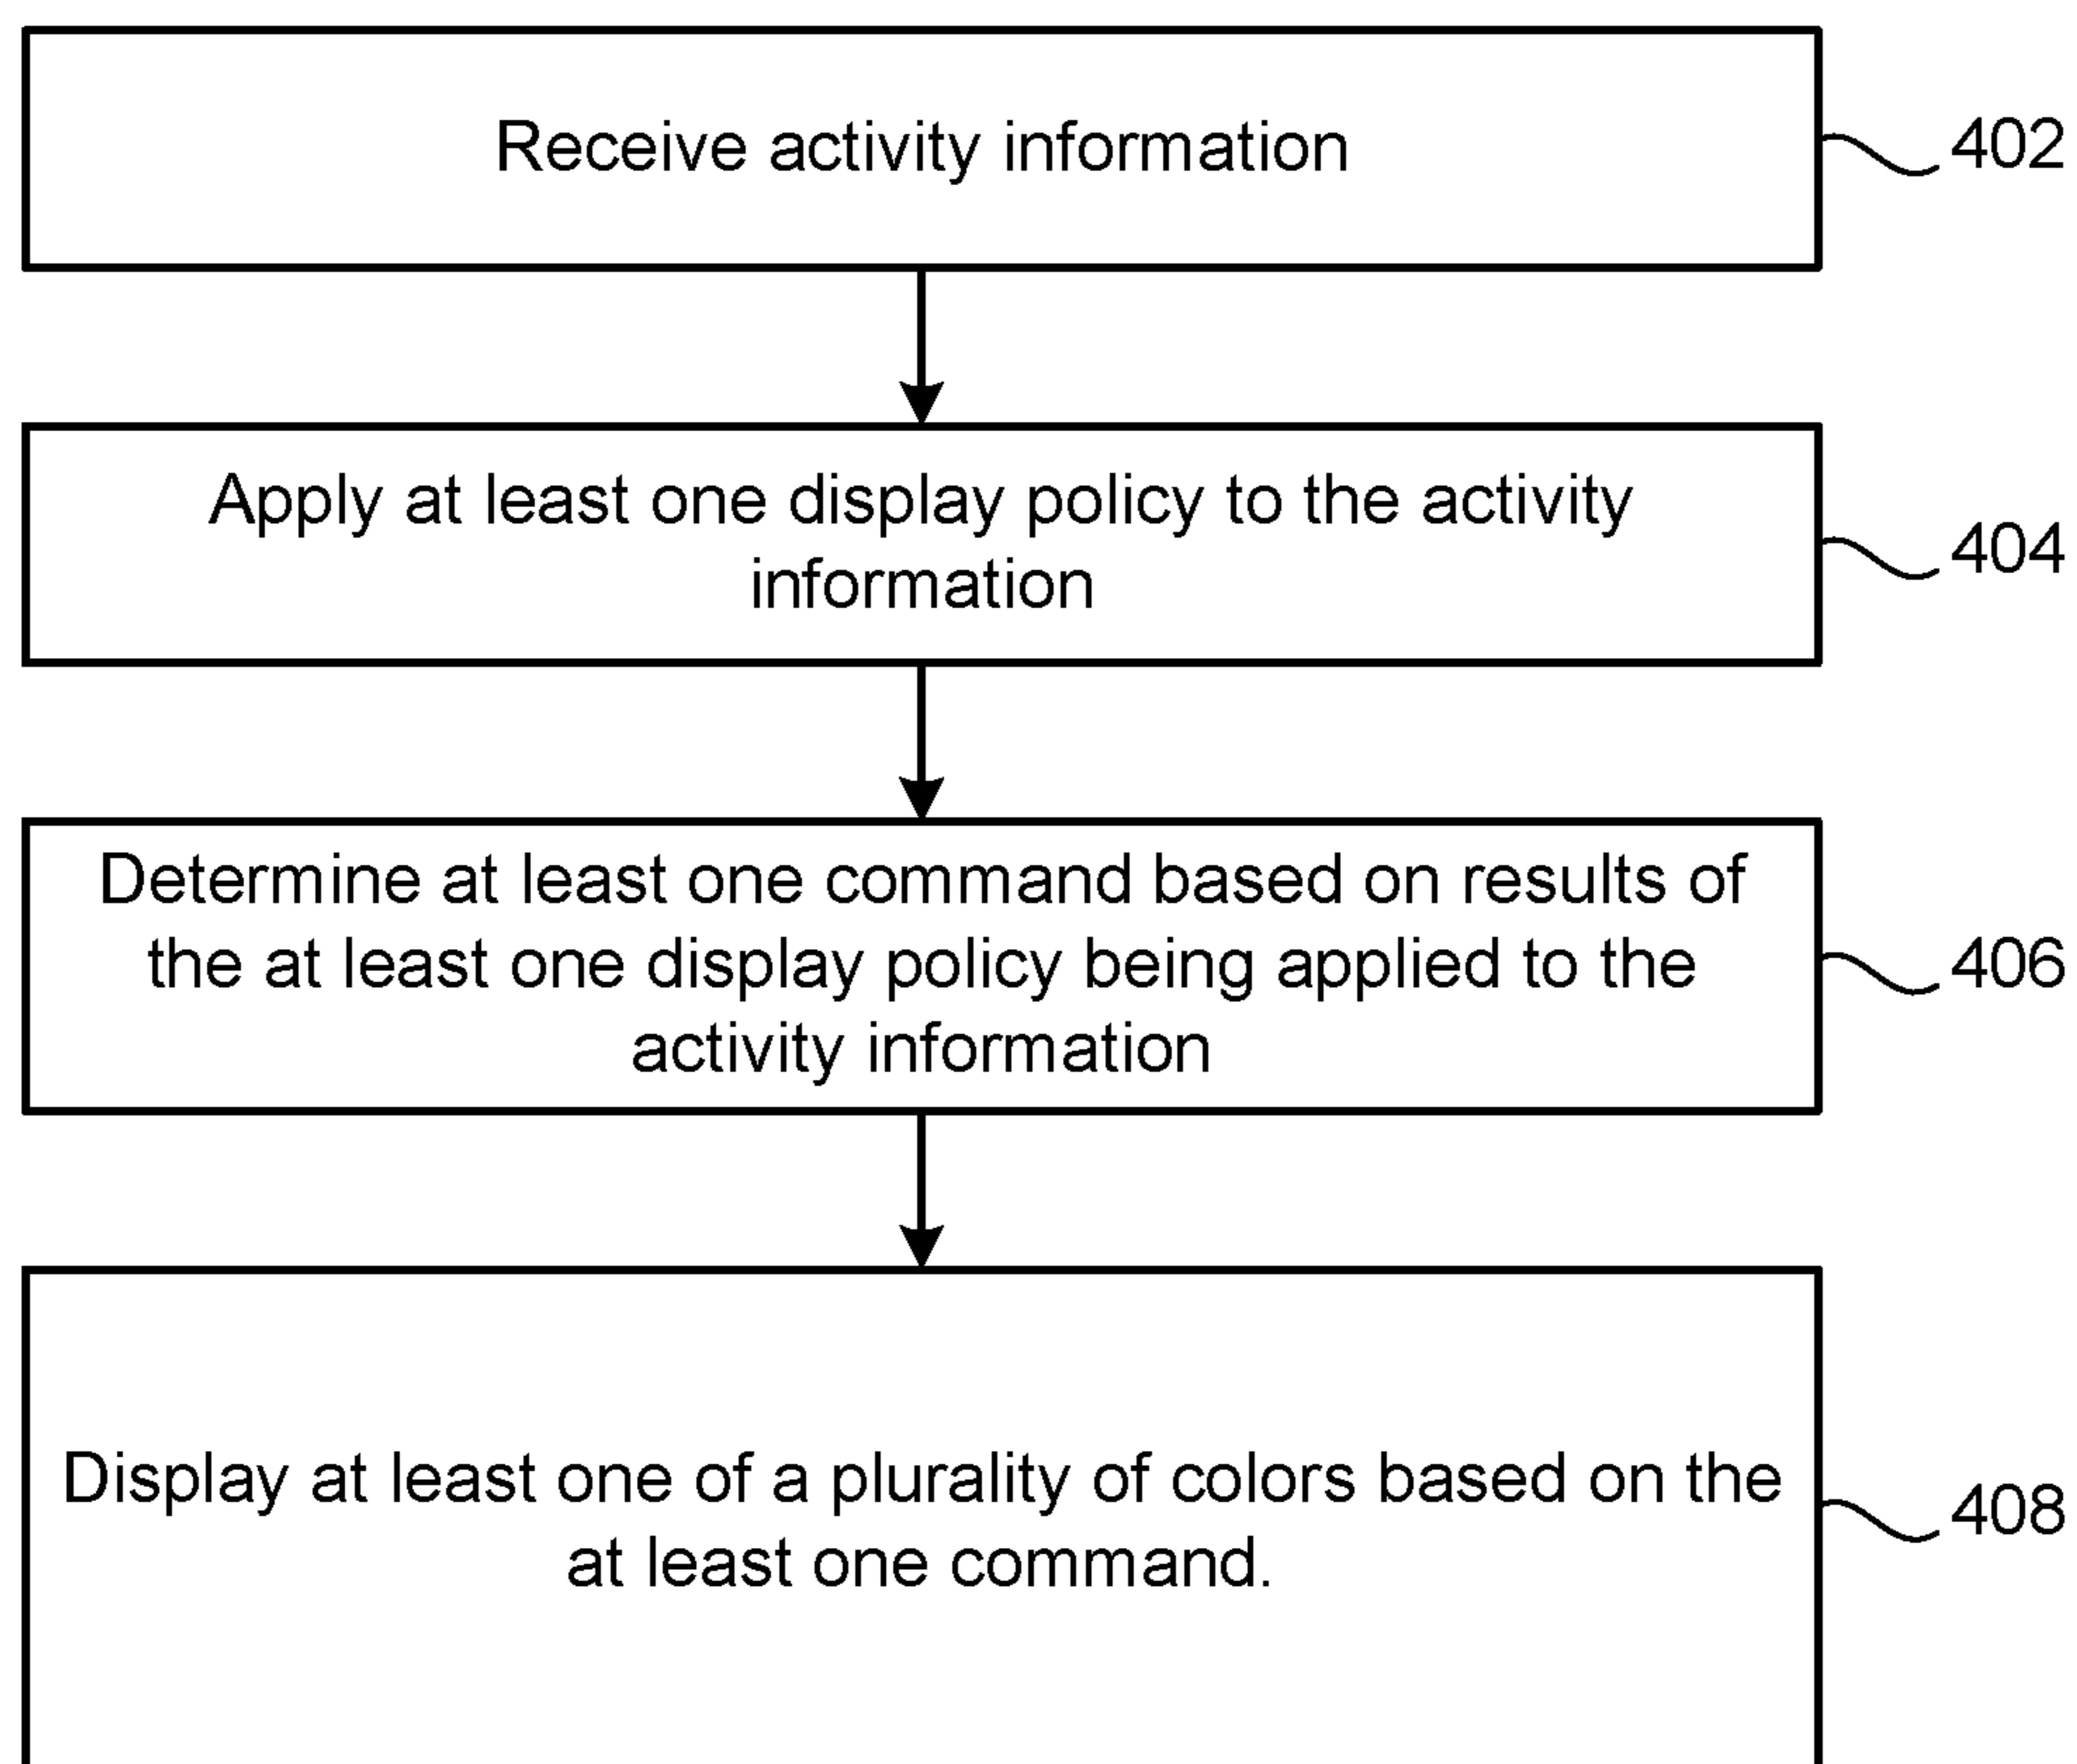 Receive activity information
402
Apply at least one display policy to the activity
information
404
Determine at least one command based on results of
the at least one display policy being applied to the
activity information
406
Display at least one of a plurality of colors based on the
at least one command.
408